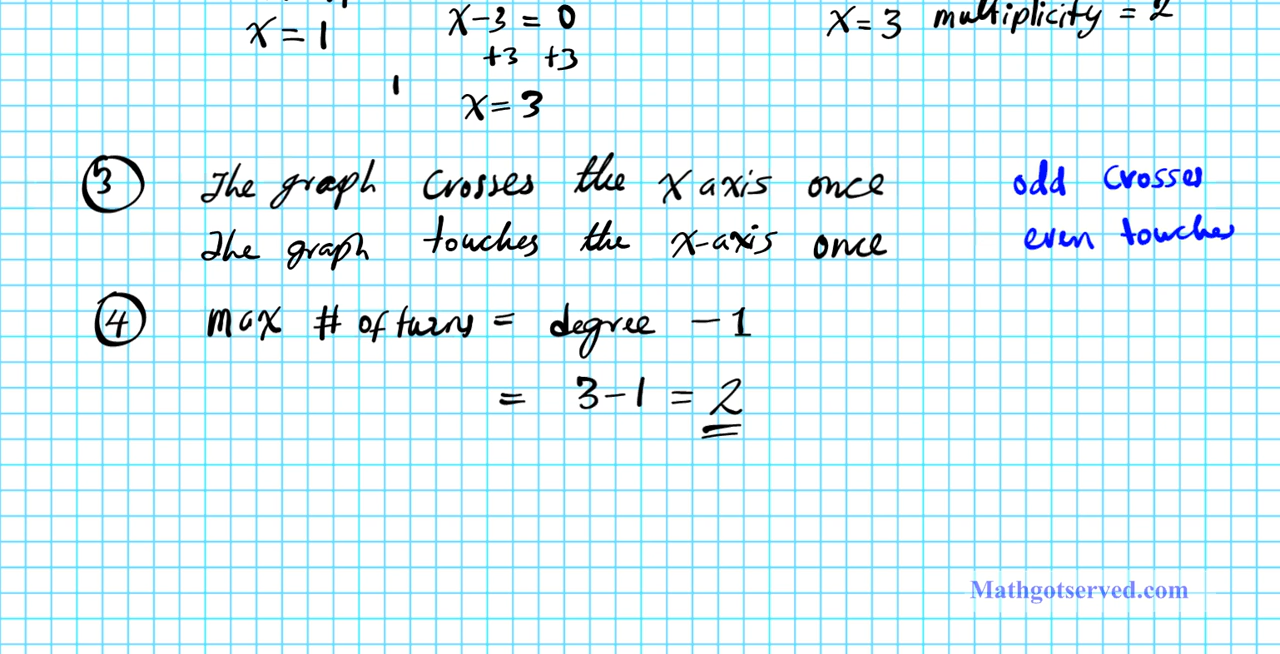 x = 1
x-3 = 0
+3 +3
x = 3
x = 3 multiplicity = 2
3 The graph crosses the x axis once
The graph touches the x-axis once
odd crosses
even touches
4 max # of turns = degree - 1
= 3-1 = 2
Mathgotserved.com